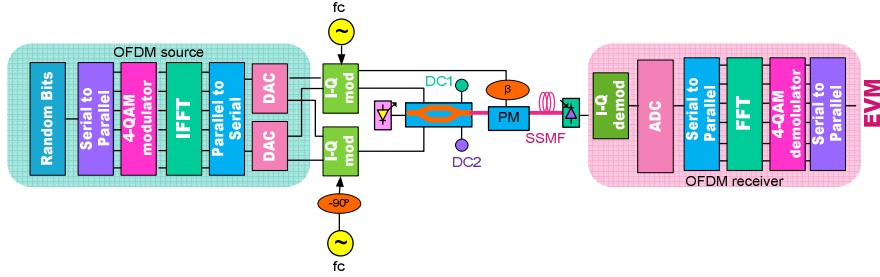 fc
~
OFDM source
Random Bits
Serial to
Parallel
4-QAM
modulator
IFFT
Parallel to
Serial
DAC
DAC
I-Q
mod
I-Q
mod
-90º
~
fc
DC1
DC2
β
PM
SSMF
I-Q
demod
ADC
Serial to
Parallel
FFT
4-QAM
demolulator
Serial to
Parallel
OFDM receiver
EVM